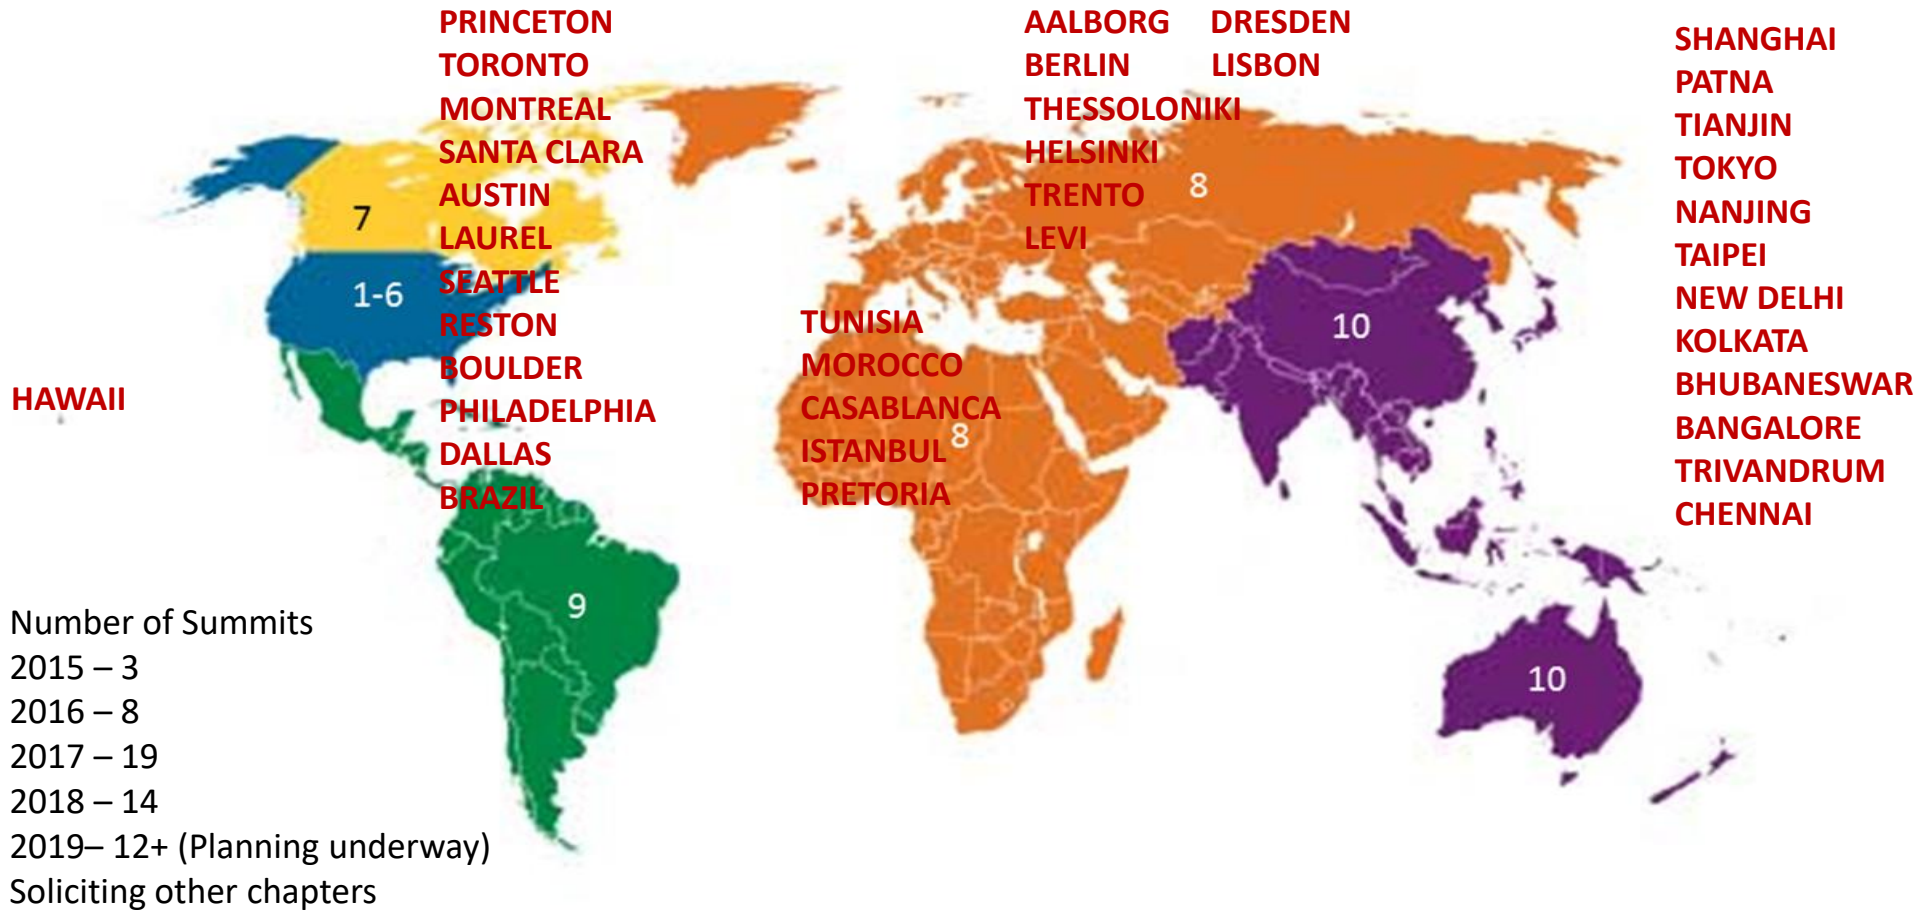 PRINCETON
TORONTO
MONTREAL
SANTA CLARA
AUSTIN
LAUREL
SEATTLE
RESTON
BOULDER
PHILADELPHIA
DALLAS
BRAZIL
AALBORG DRESDEN
BERLIN LISBON
THESSOLONIKI
HELSINKI
TRENTO
LEVI
SHANGHAI
PATNA
TIANJIN
TOKYO
NANJING
TAIPEI
NEW DELHI
KOLKATA
BHUBANESWAR
BANGALORE
TRIVANDRUM
CHENNAI
TUNISIA
MOROCCO
CASABLANCA
ISTANBUL
PRETORIA
HAWAII
7
1-6
8
10
8
9
10
Number of Summits
2015 – 3
2016 – 8
2017 – 19
2018 – 14
2019– 12+ (Planning underway)
Soliciting other chapters